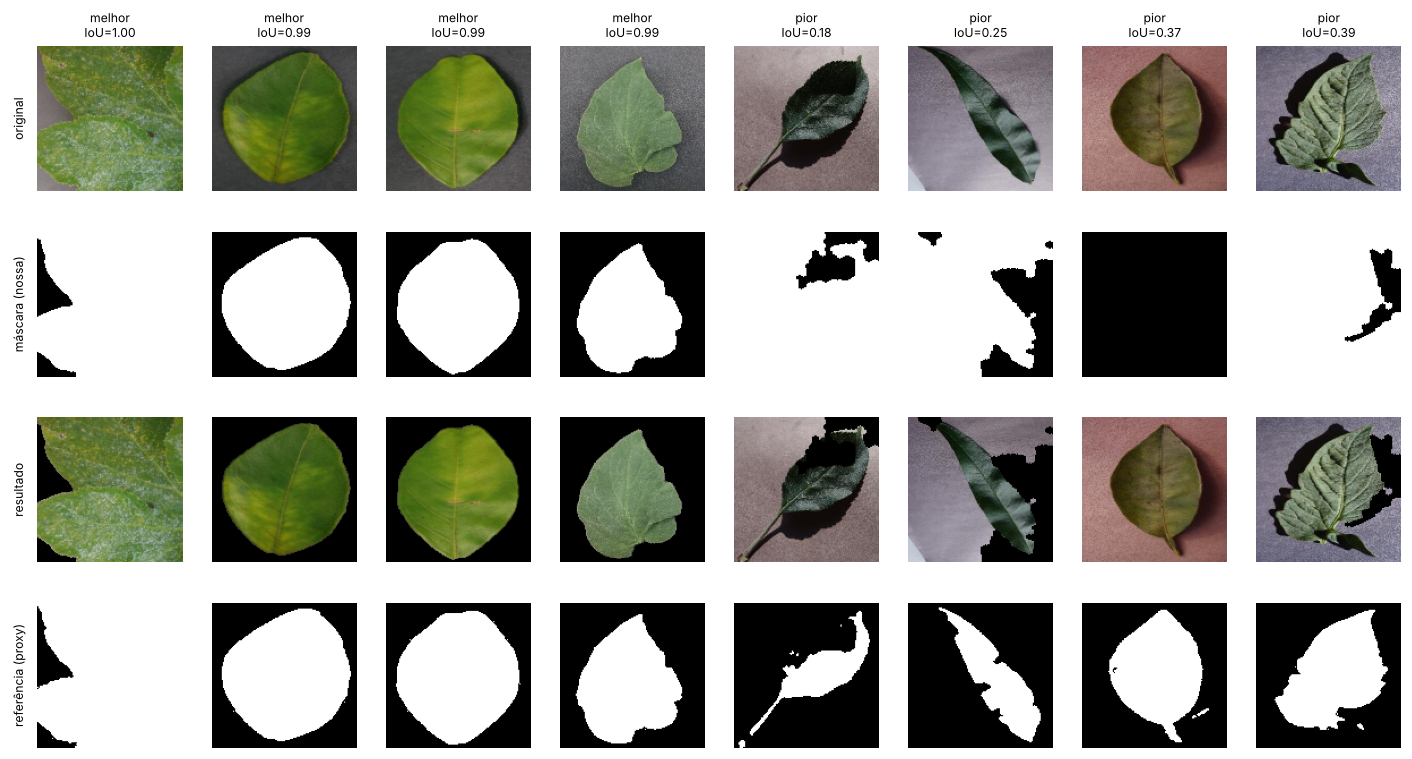 melhor
IoU=1.00
melhor
IoU=0.99
melhor
IoU=0.99
melhor
IoU=0.99
pior
IoU=0.18
pior
IoU=0.25
pior
IoU=0.37
pior
IoU=0.39
original
máscara (nossa)
resultado
referência (proxy)